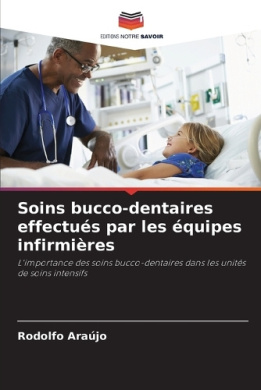 EDITIONS NOTRE SAVOIR
Soins bucco-dentaires
effectués par les équipes
infirmières
L'importance des soins bucco-dentaires dans les unités
de soins intensifs
Rodolfo Araújo